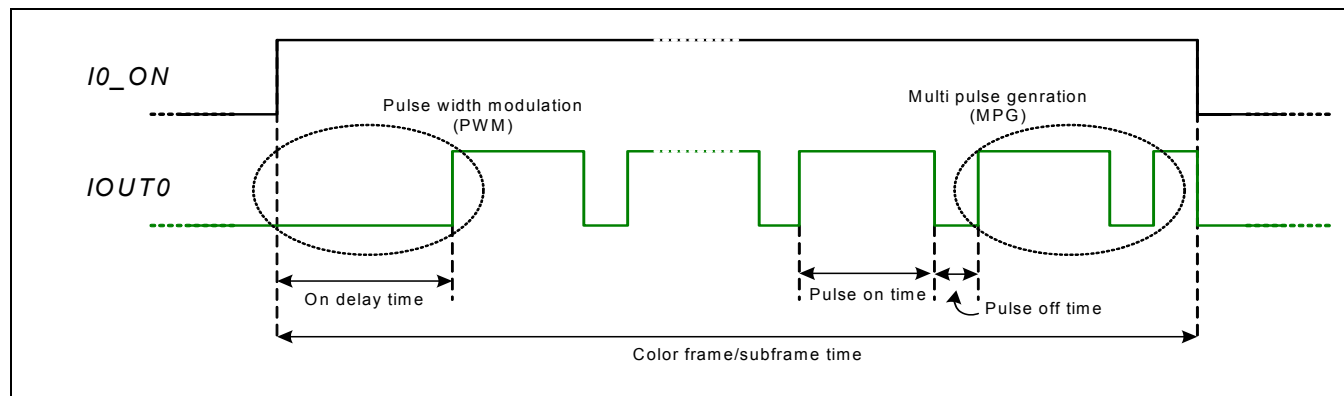 I0_ON
Pulse width modulation
(PWM)
Multi pulse genration
(MPG)
IOUT0
On delay time
Pulse on time
Pulse off time
Color frame/subframe time